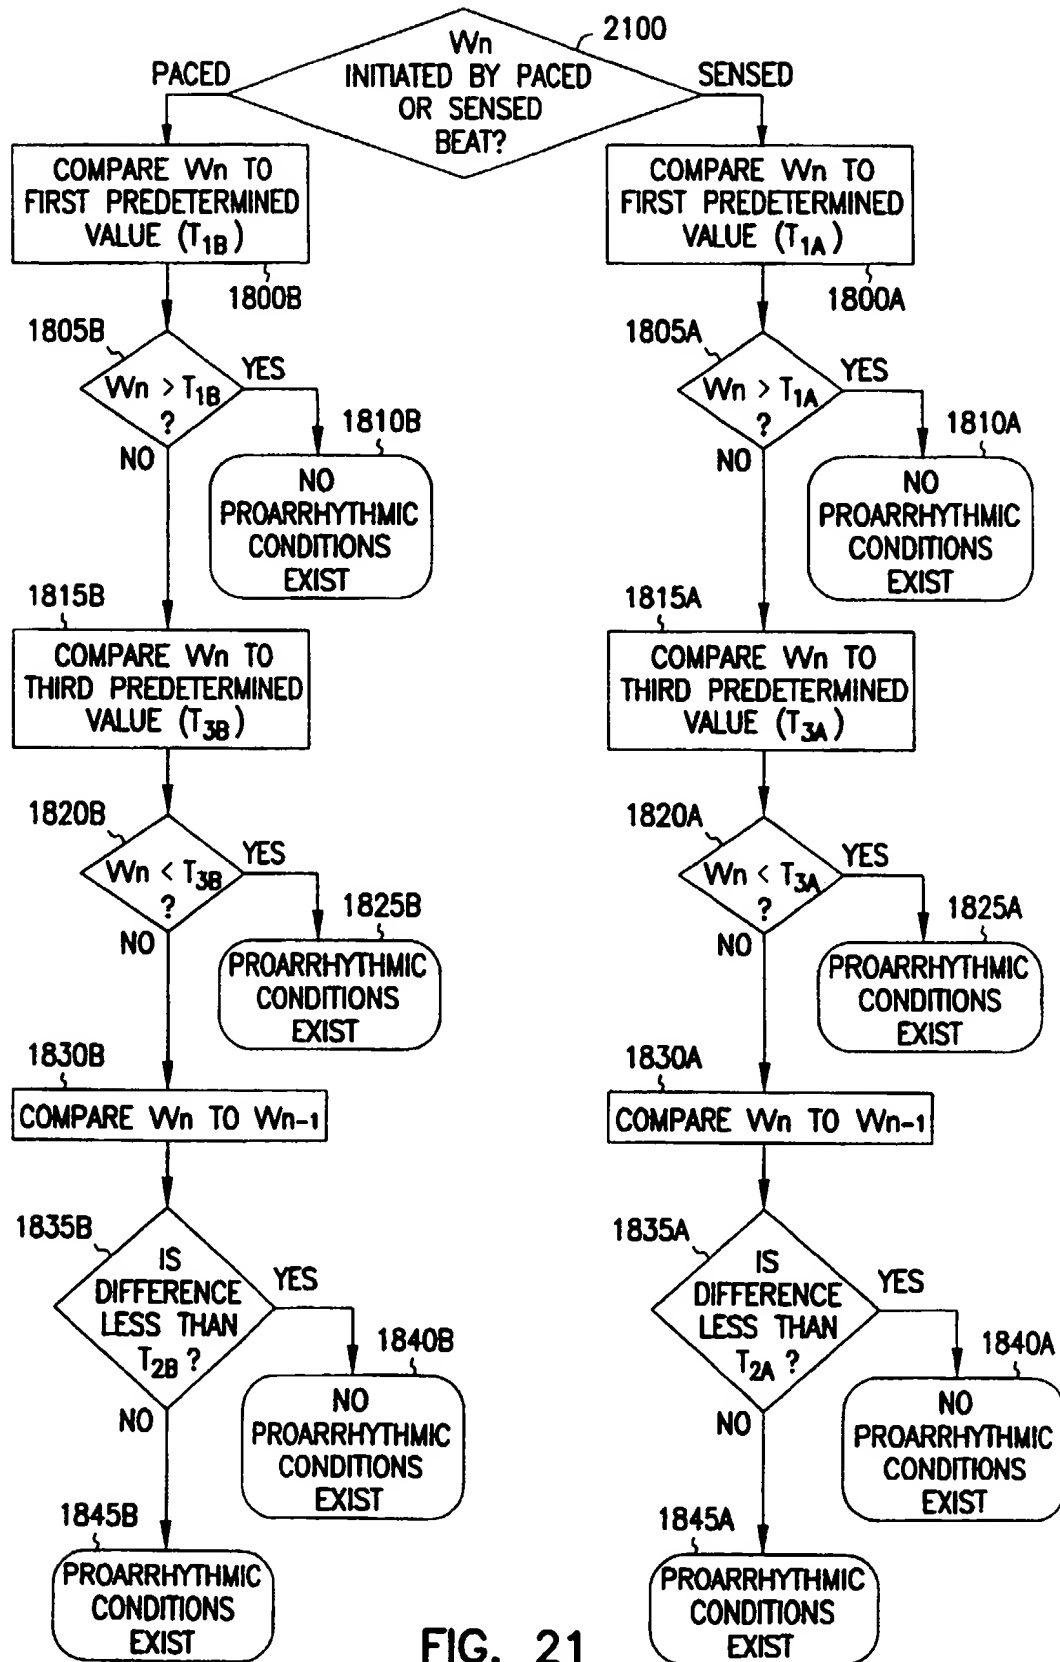 Wn
INITIATED BY PACED
OR SENSED
BEAT?
2100
PACED
SENSED
COMPARE Wn TO
FIRST PREDETERMINED
VALUE (T1B)
1800B
COMPARE Wn TO
FIRST PREDETERMINED
VALUE (T1A)
1800A
1805B
Wn > T1B
?
YES
NO
1810B
NO
PROARRHYTHMIC
CONDITIONS
EXIST
1805A
Wn > T1A
?
YES
NO
1810A
NO
PROARRHYTHMIC
CONDITIONS
EXIST
1815B
COMPARE Wn TO
THIRD PREDETERMINED
VALUE (T3B)
1815A
COMPARE Wn TO
THIRD PREDETERMINED
VALUE (T3A)
1820B
Wn < T3B
?
YES
NO
1825B
PROARRHYTHMIC
CONDITIONS
EXIST
1820A
Wn < T3A
?
YES
NO
1825A
PROARRHYTHMIC
CONDITIONS
EXIST
1830B
COMPARE Wn TO Wn-1
1830A
COMPARE Wn TO Wn-1
1835B
IS
DIFFERENCE
LESS THAN
T2B ?
YES
NO
1840B
NO
PROARRHYTHMIC
CONDITIONS
EXIST
1835A
IS
DIFFERENCE
LESS THAN
T2A ?
YES
NO
1840A
NO
PROARRHYTHMIC
CONDITIONS
EXIST
1845B
PROARRHYTHMIC
CONDITIONS
EXIST
1845A
PROARRHYTHMIC
CONDITIONS
EXIST
FIG. 21